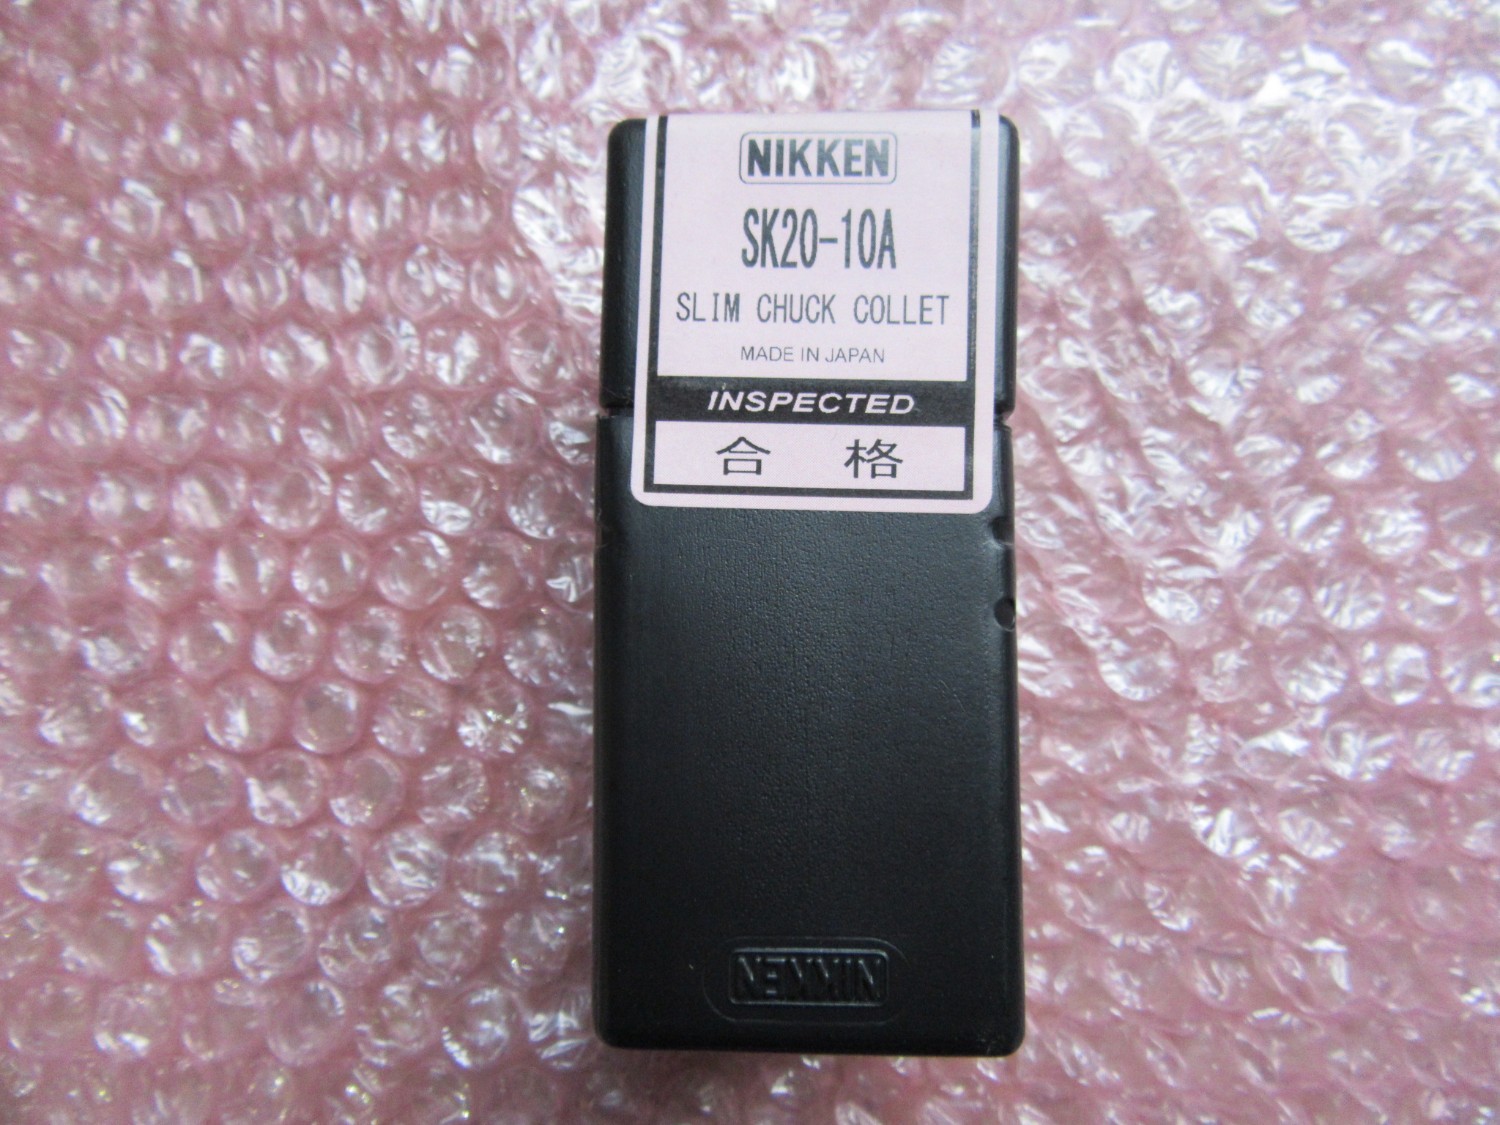 NIKKEN
SK20-10A
SLIM CHUCK COLLET
MADE IN JAPAN
INSPECTED
合格
NIKKEN